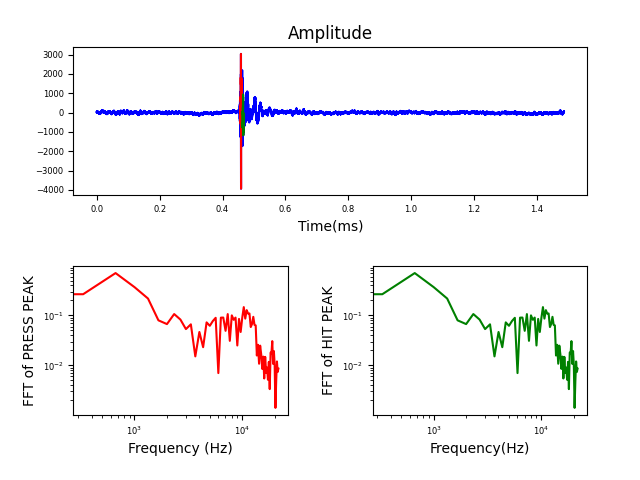 Amplitude
3000
2000
1000
0
−1000
−2000
−3000
−4000
0.0 0.2 0.4 0.6 0.8 1.0 1.2 1.4
Time(ms)
FFT of PRESS PEAK
10⁻¹
10⁻²
10³ 10⁴
Frequency (Hz)
FFT of HIT PEAK
10⁻¹
10⁻²
10³ 10⁴
Frequency(Hz)